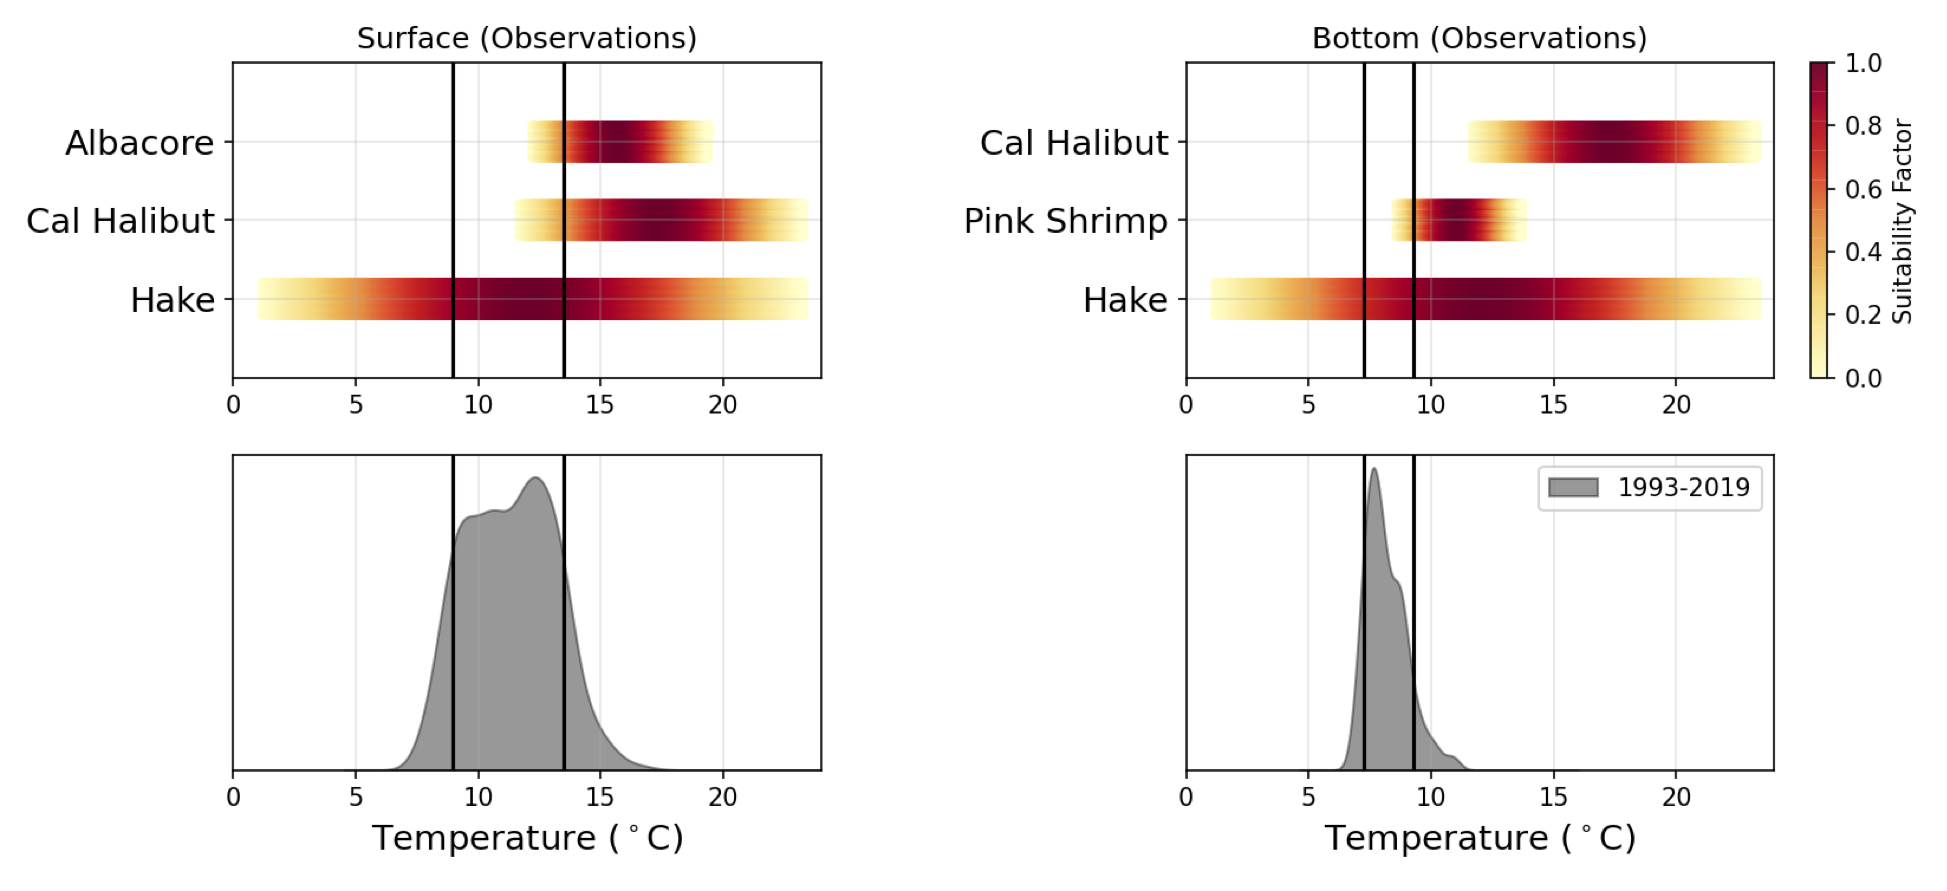 Surface (Observations)
Albacore
Cal Halibut
Hake
0 5 10 15 20
Bottom (Observations)
Cal Halibut
Pink Shrimp
Hake
0 5 10 15 20
1.0
0.8
0.6
0.4
0.2
0.0
Suitability Factor
0 5 10 15 20
Temperature (°C)
1993-2019
0 5 10 15 20
Temperature (°C)